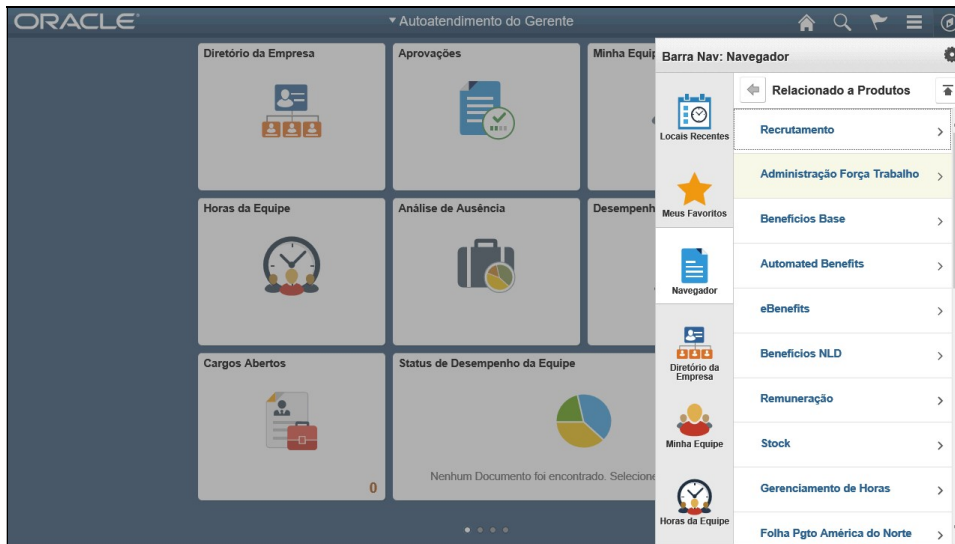 ORACLE
Autoatendimento do Gerente
Diretório da Empresa
Aprovações
Minha Equip
Horas da Equipe
Análise de Ausência
Desempenh
Cargos Abertos
0
Status de Desempenho da Equipe
Nenhum Documento foi encontrado. Selecione
Barra Nav: Navegador
Locais Recentes
Meus Favoritos
Navegador
Diretório da
Empresa
Minha Equipe
Horas da Equipe
Relacionado a Produtos
Recrutamento
Administração Força Trabalho
Benefícios Base
Automated Benefits
eBenefits
Benefícios NLD
Remuneração
Stock
Gerenciamento de Horas
Folha Pgto América do Norte